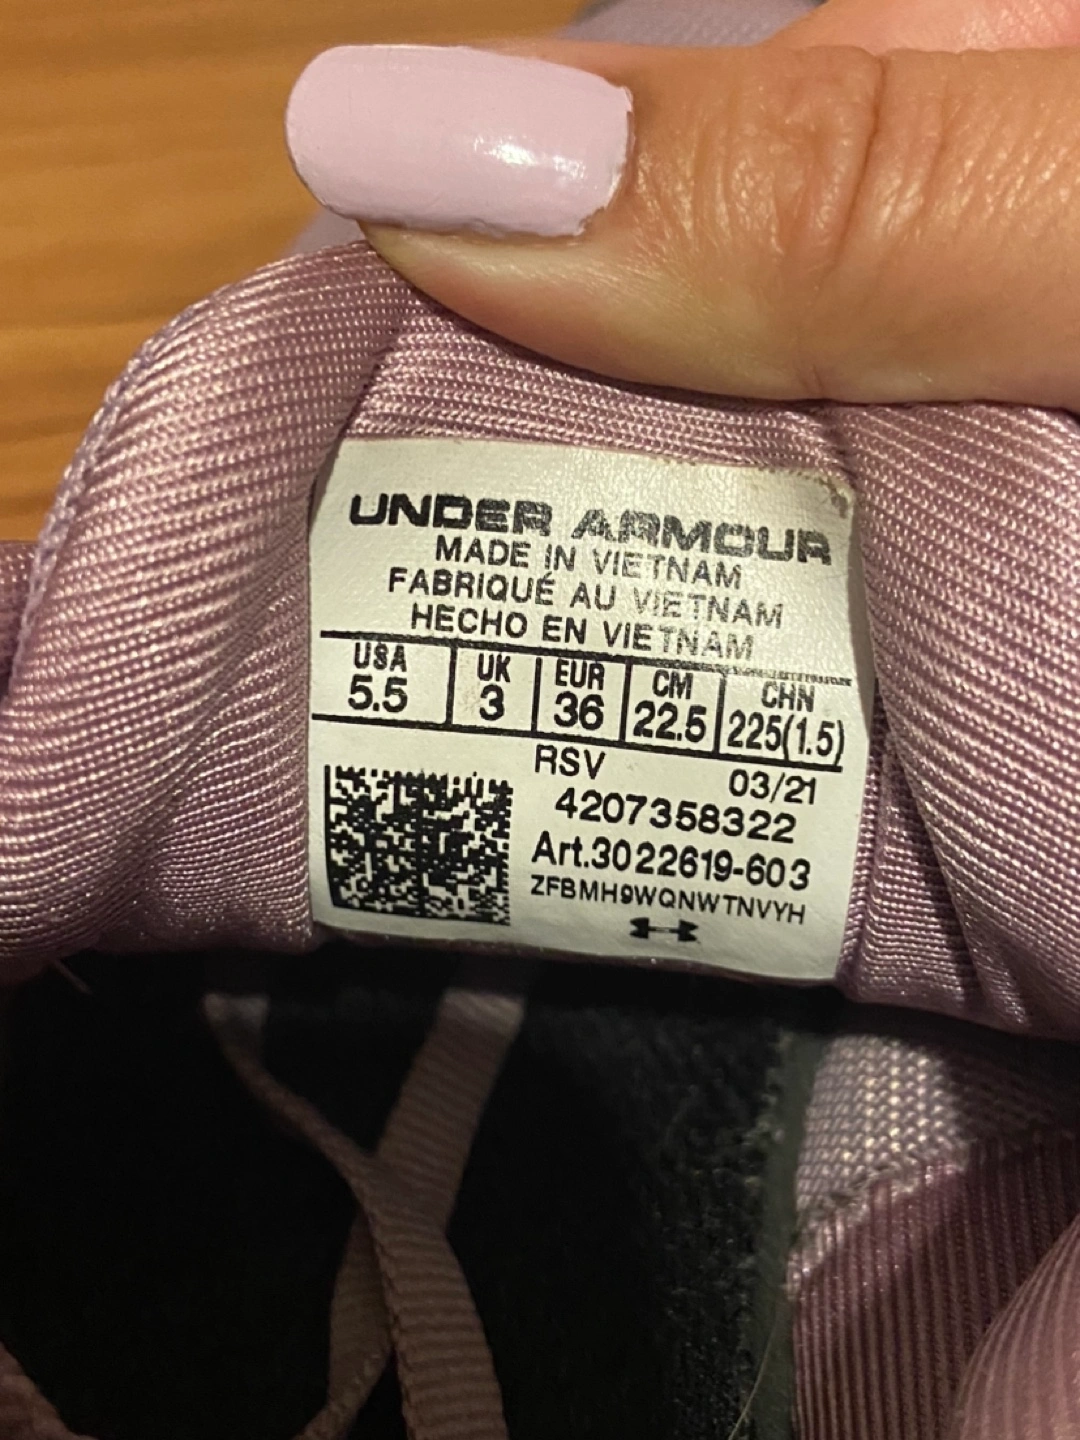 UNDER ARMOUR
MADE IN VIETNAM
FABRIQUÉ AU VIETNAM
HECHO EN VIETNAM
USA UK EUR CM CHN
5.5 3 36 22.5 225(1.5)
RSV 03/21
4207358322
Art.3022619-603
ZFBMH9WQNWTNVYH